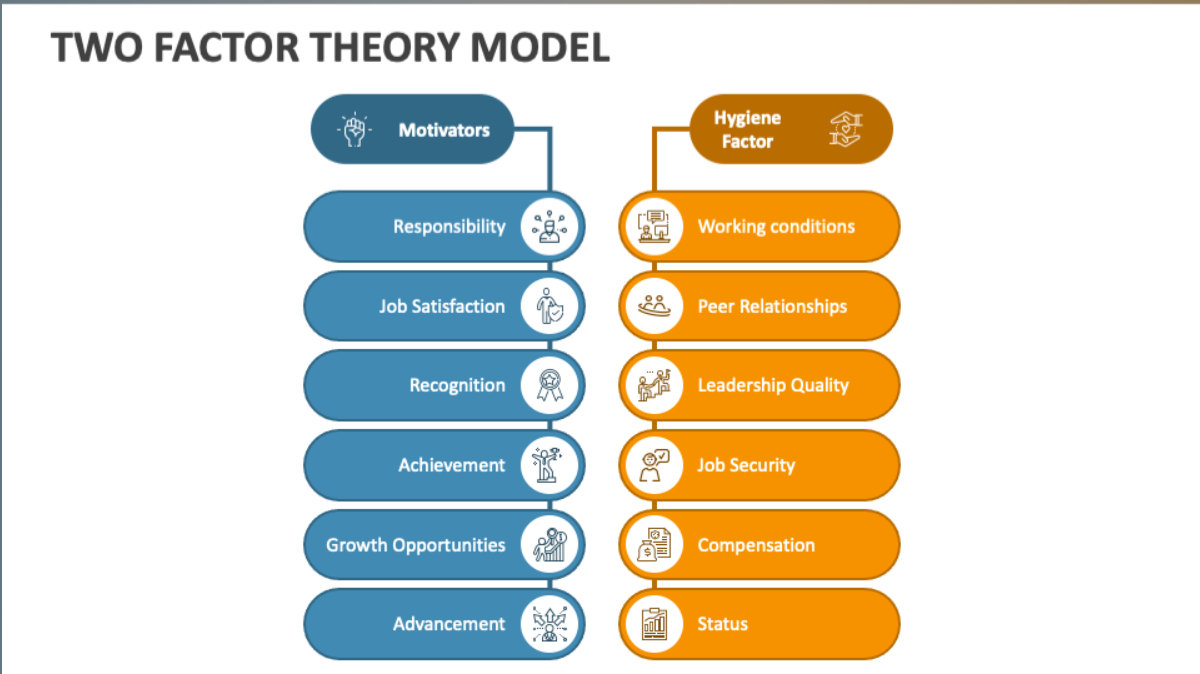 TWO FACTOR THEORY MODEL
Motivators
Responsibility
Job Satisfaction
Recognition
Achievement
Growth Opportunities
Advancement
Hygiene
Factor
Working conditions
Peer Relationships
Leadership Quality
Job Security
Compensation
Status